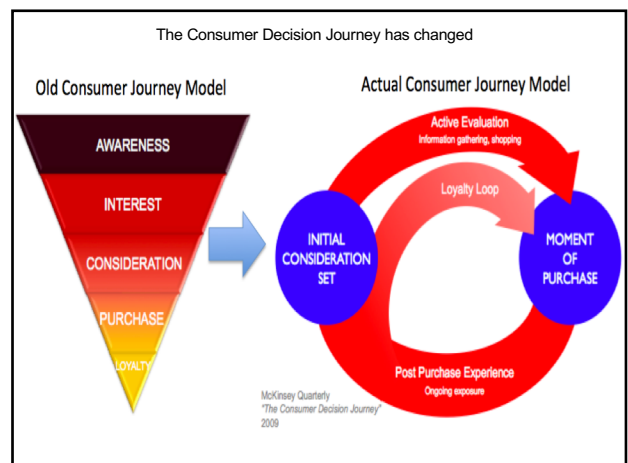 The Consumer Decision Journey has changed
Old Consumer Journey Model
AWARENESS
INTEREST
CONSIDERATION
PURCHASE
LOYALTY
Actual Consumer Journey Model
Active Evaluation
Information gathering, shopping
Loyalty Loop
INITIAL
CONSIDERATION
SET
MOMENT
OF
PURCHASE
Post Purchase Experience
Ongoing exposure
McKinsey Quarterly
"The Consumer Decision Journey"
2009